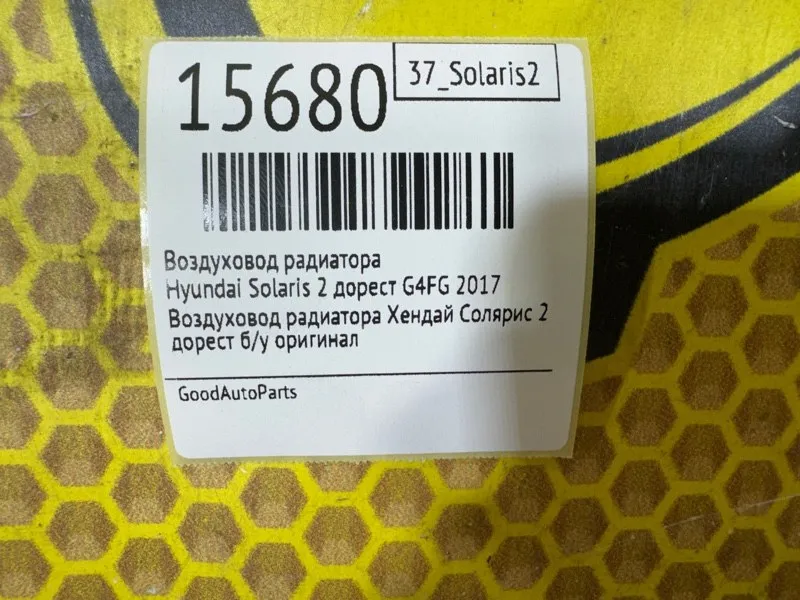 15680
37_Solaris2
Воздуховод радиатора
Hyundai Solaris 2 дорест G4FG 2017
Воздуховод радиатора Хендай Солярис 2
дорест б/у оригинал
GoodAutoParts